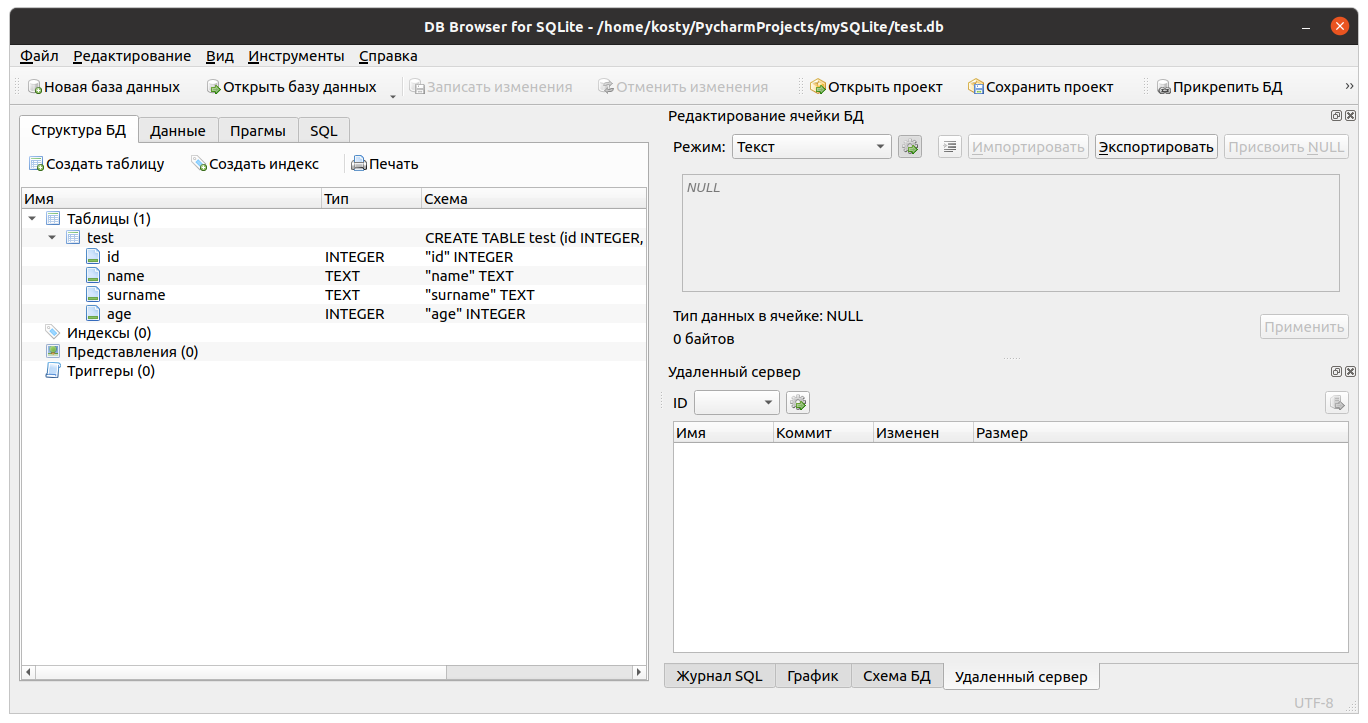 DB Browser for SQLite - /home/kosty/PycharmProjects/mySQLite/test.db
Файл Редактирование Вид Инструменты Справка
Новая база данных Открыть базу данных Записать изменения Отменить изменения Открыть проект Сохранить проект Прикрепить БД »
Структура БД Данные Прагмы SQL
Создать таблицу Создать индекс Печать
Имя Тип Схема
Таблицы (1)
test CREATE TABLE test (id INTEGER,
id INTEGER "id" INTEGER
name TEXT "name" TEXT
surname TEXT "surname" TEXT
age INTEGER "age" INTEGER
Индексы (0)
Представления (0)
Триггеры (0)
Редактирование ячейки БД
Режим: Текст Импортировать Экспортировать Присвоить NULL
NULL
Тип данных в ячейке: NULL
0 байтов
Применить
Удаленный сервер
ID
Имя Коммит Изменен Размер
Журнал SQL График Схема БД Удаленный сервер
UTF-8